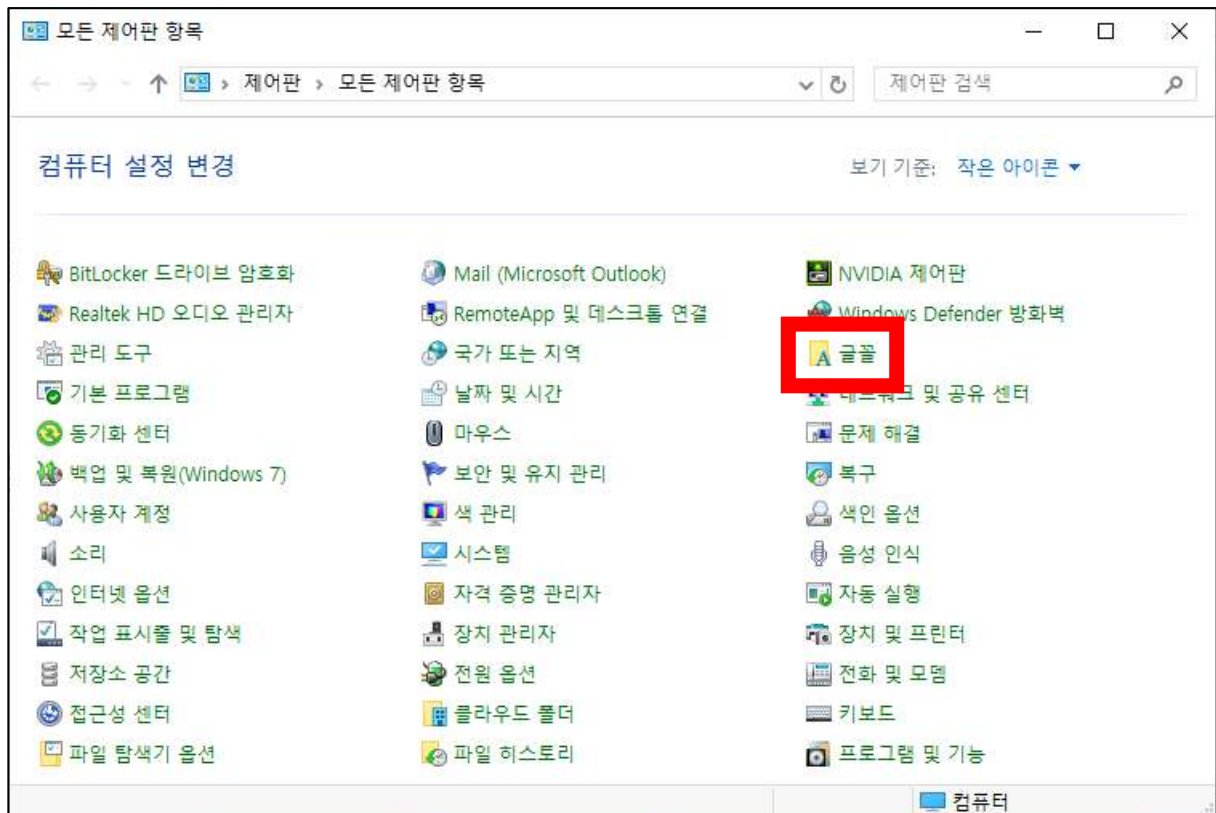 모든 제어판 항목
제어판 › 모든 제어판 항목
제어판 검색
컴퓨터 설정 변경
보기 기준: 작은 아이콘
BitLocker 드라이브 암호화 Mail (Microsoft Outlook) NVIDIA 제어판
Realtek HD 오디오 관리자 RemoteApp 및 데스크톱 연결 Windows Defender 방화벽
관리 도구 국가 또는 지역 글꼴
기본 프로그램 날짜 및 시간 네트워크 및 공유 센터
동기화 센터 마우스 문제 해결
백업 및 복원(Windows 7) 보안 및 유지 관리 복구
사용자 계정 색 관리 색인 옵션
소리 시스템 음성 인식
인터넷 옵션 자격 증명 관리자 자동 실행
작업 표시줄 및 탐색 장치 관리자 장치 및 프린터
저장소 공간 전원 옵션 전화 및 모뎀
접근성 센터 클라우드 폴더 키보드
파일 탐색기 옵션 파일 히스토리 프로그램 및 기능
컴퓨터